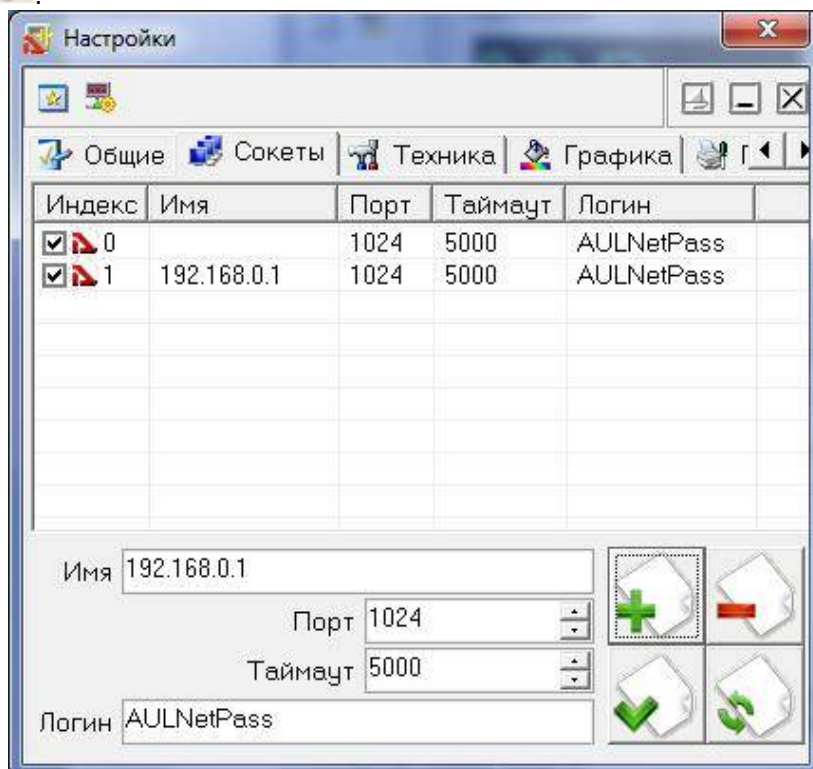 Настройки
Общие Сокеты Техника Графика
Индекс Имя Порт Таймаут Логин
0 1024 5000 AULNetPass
1 192.168.0.1 1024 5000 AULNetPass
Имя 192.168.0.1
Порт 1024
Таймаут 5000
Логин AULNetPass